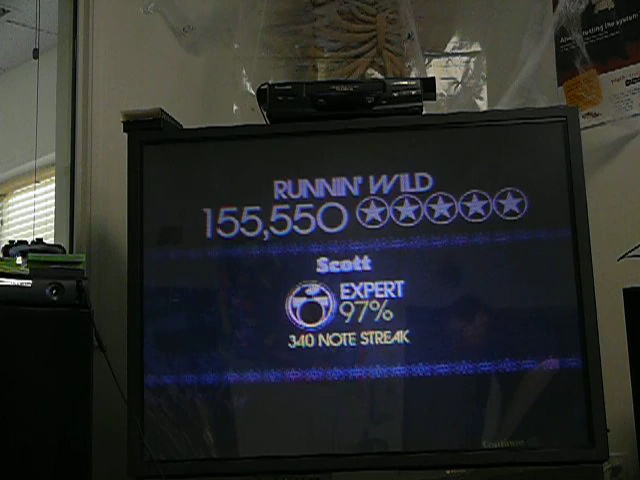 RUNNIN' WILD
155,550
Scott
EXPERT
97%
340 NOTE STREAK